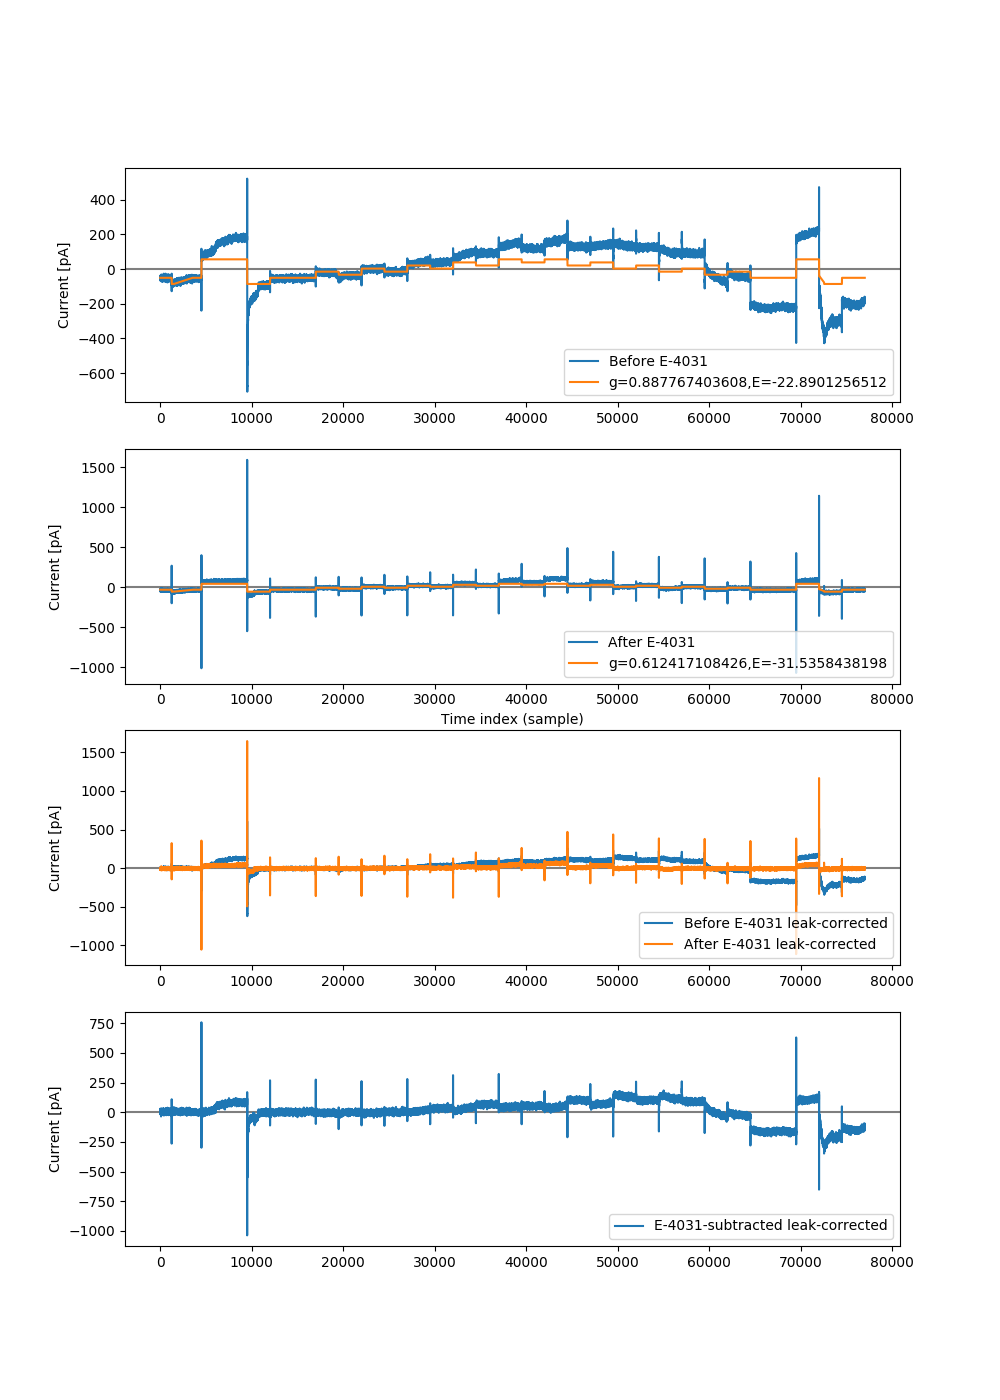 400
200
0
−200
−400
−600
Current [pA]
Before E-4031
g=0.887767403608,E=-22.8901256512
0 10000 20000 30000 40000 50000 60000 70000 80000
1500
1000
500
0
−500
−1000
Current [pA]
After E-4031
g=0.612417108426,E=-31.5358438198
0 10000 20000 30000 40000 50000 60000 70000 80000
Time index (sample)
1500
1000
500
0
−500
−1000
Current [pA]
Before E-4031 leak-corrected
After E-4031 leak-corrected
0 10000 20000 30000 40000 50000 60000 70000 80000
750
500
250
0
−250
−500
−750
−1000
Current [pA]
E-4031-subtracted leak-corrected
0 10000 20000 30000 40000 50000 60000 70000 80000